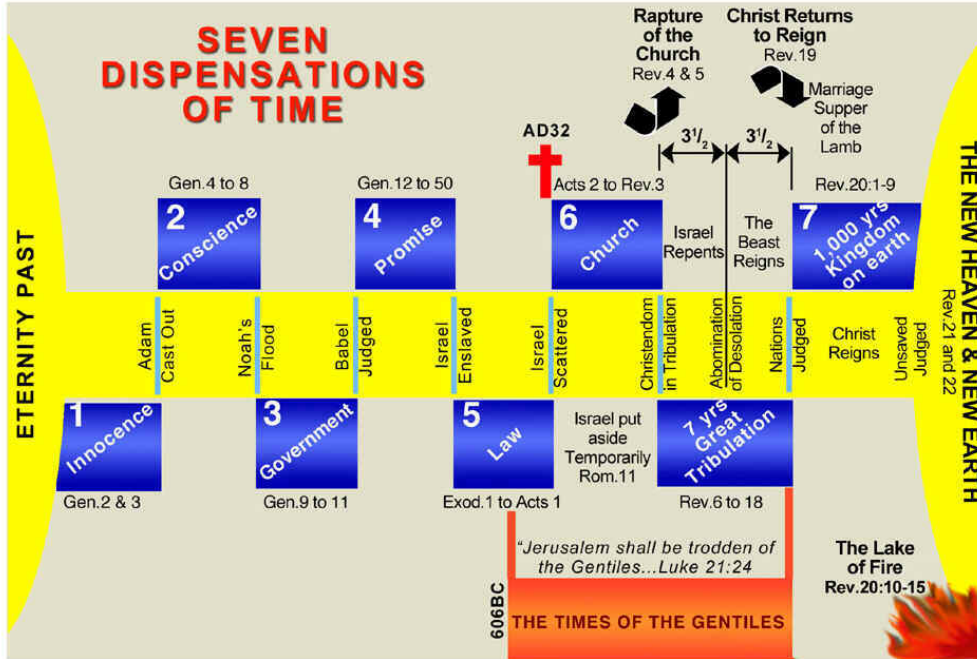 SEVEN
DISPENSATIONS
OF TIME
Rapture
of the
Church
Rev.4 & 5
Christ Returns
to Reign
Rev.19
Marriage
Supper
of the
Lamb
AD32
3 1/2
3 1/2
Gen.4 to 8
Gen.12 to 50
Acts 2 to Rev.3
Rev.20:1-9
2
Conscience
4
Promise
6
Church
Israel
Repents
The
Beast
Reigns
7
1,000 yrs
Kingdom
on earth
ETERNITY PAST
Adam
Cast Out
Noah's
Flood
Babel
Judged
Israel
Enslaved
Israel
Scattered
Christendom
in Tribulation
Abomination
of Desolation
Nations
Judged
Christ
Reigns
Unsaved
Judged
Rev.21 and 22
THE NEW HEAVEN & NEW EARTH
1
Innocence
3
Government
5
Law
Israel put
aside
Temporarily
Rom.11
7 yrs
Great
Tribulation
Gen.2 & 3
Gen.9 to 11
Exod.1 to Acts 1
Rev.6 to 18
"Jerusalem shall be trodden of
the Gentiles...Luke 21:24
606BC
THE TIMES OF THE GENTILES
The Lake
of Fire
Rev.20:10-15